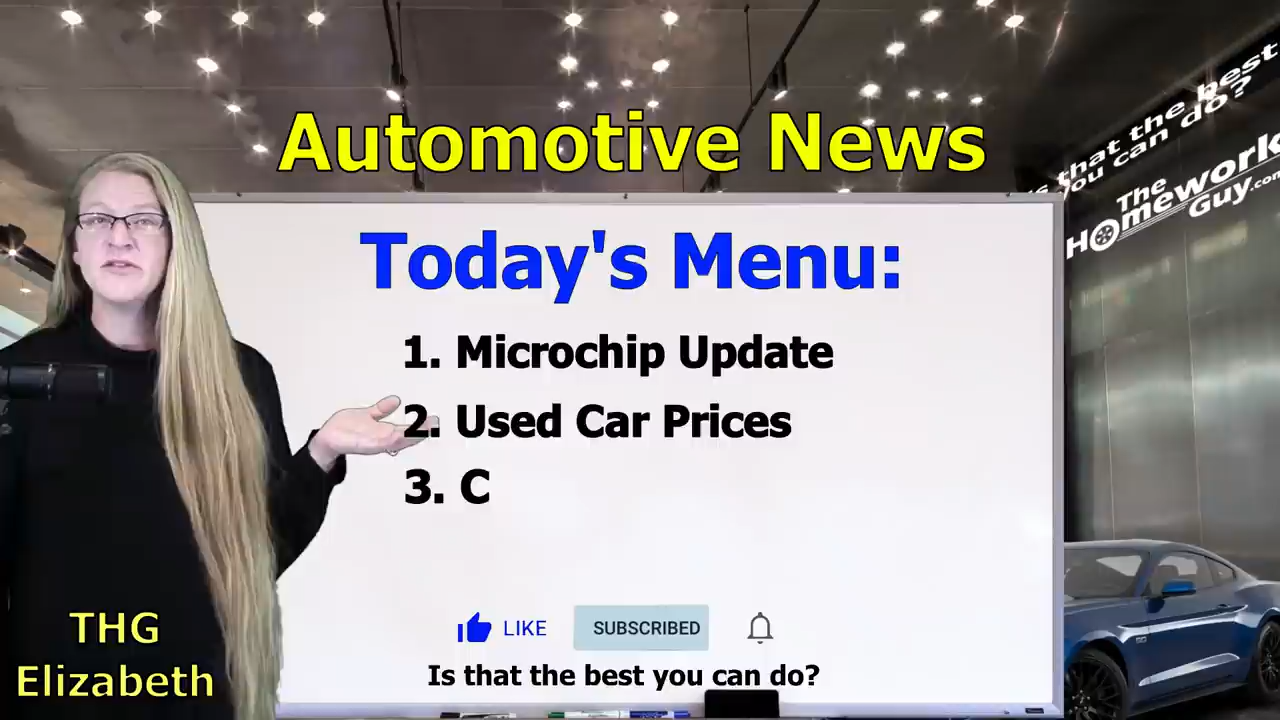 Automotive News
s that the best
you can do?
The
Homework
Guy.com
Today's Menu:
1. Microchip Update
2. Used Car Prices
3. C
THG
Elizabeth
LIKE
SUBSCRIBED
Is that the best you can do?